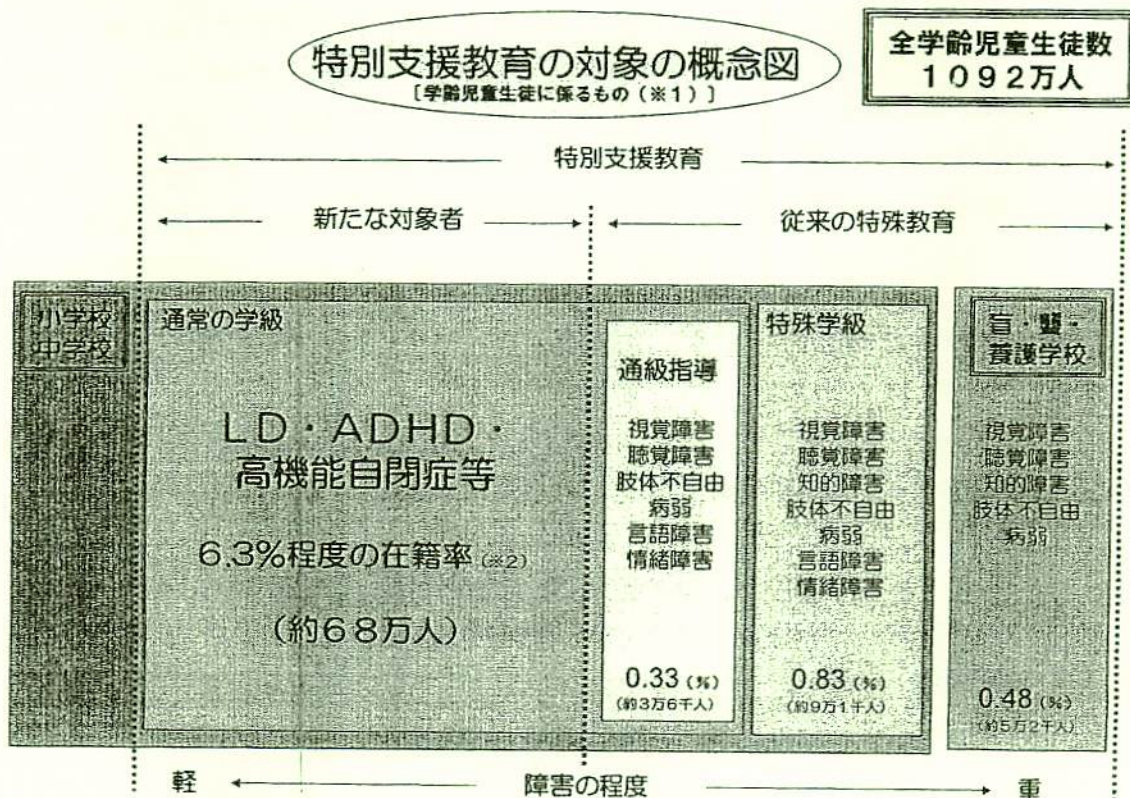 特別支援教育の対象の概念図
[学齢児童生徒に係るもの(※1)]
全学齢児童生徒数
1092万人
特別支援教育
新たな対象者
従来の特殊教育
小学校
中学校
通常の学級
LD・ADHD・
高機能自閉症等
6.3%程度の在籍率(※2)
(約68万人)
通級指導
視覚障害
聴覚障害
肢体不自由
病弱
言語障害
情緒障害
0.33(%)
(約3万6千人)
特殊学級
視覚障害
聴覚障害
知的障害
肢体不自由
病弱
言語障害
情緒障害
0.83(%)
(約9万1千人)
盲・聾・
養護学校
視覚障害
聴覚障害
知的障害
肢体不自由
病弱
0.48(%)
(約5万2千人)
軽
障害の程度
重